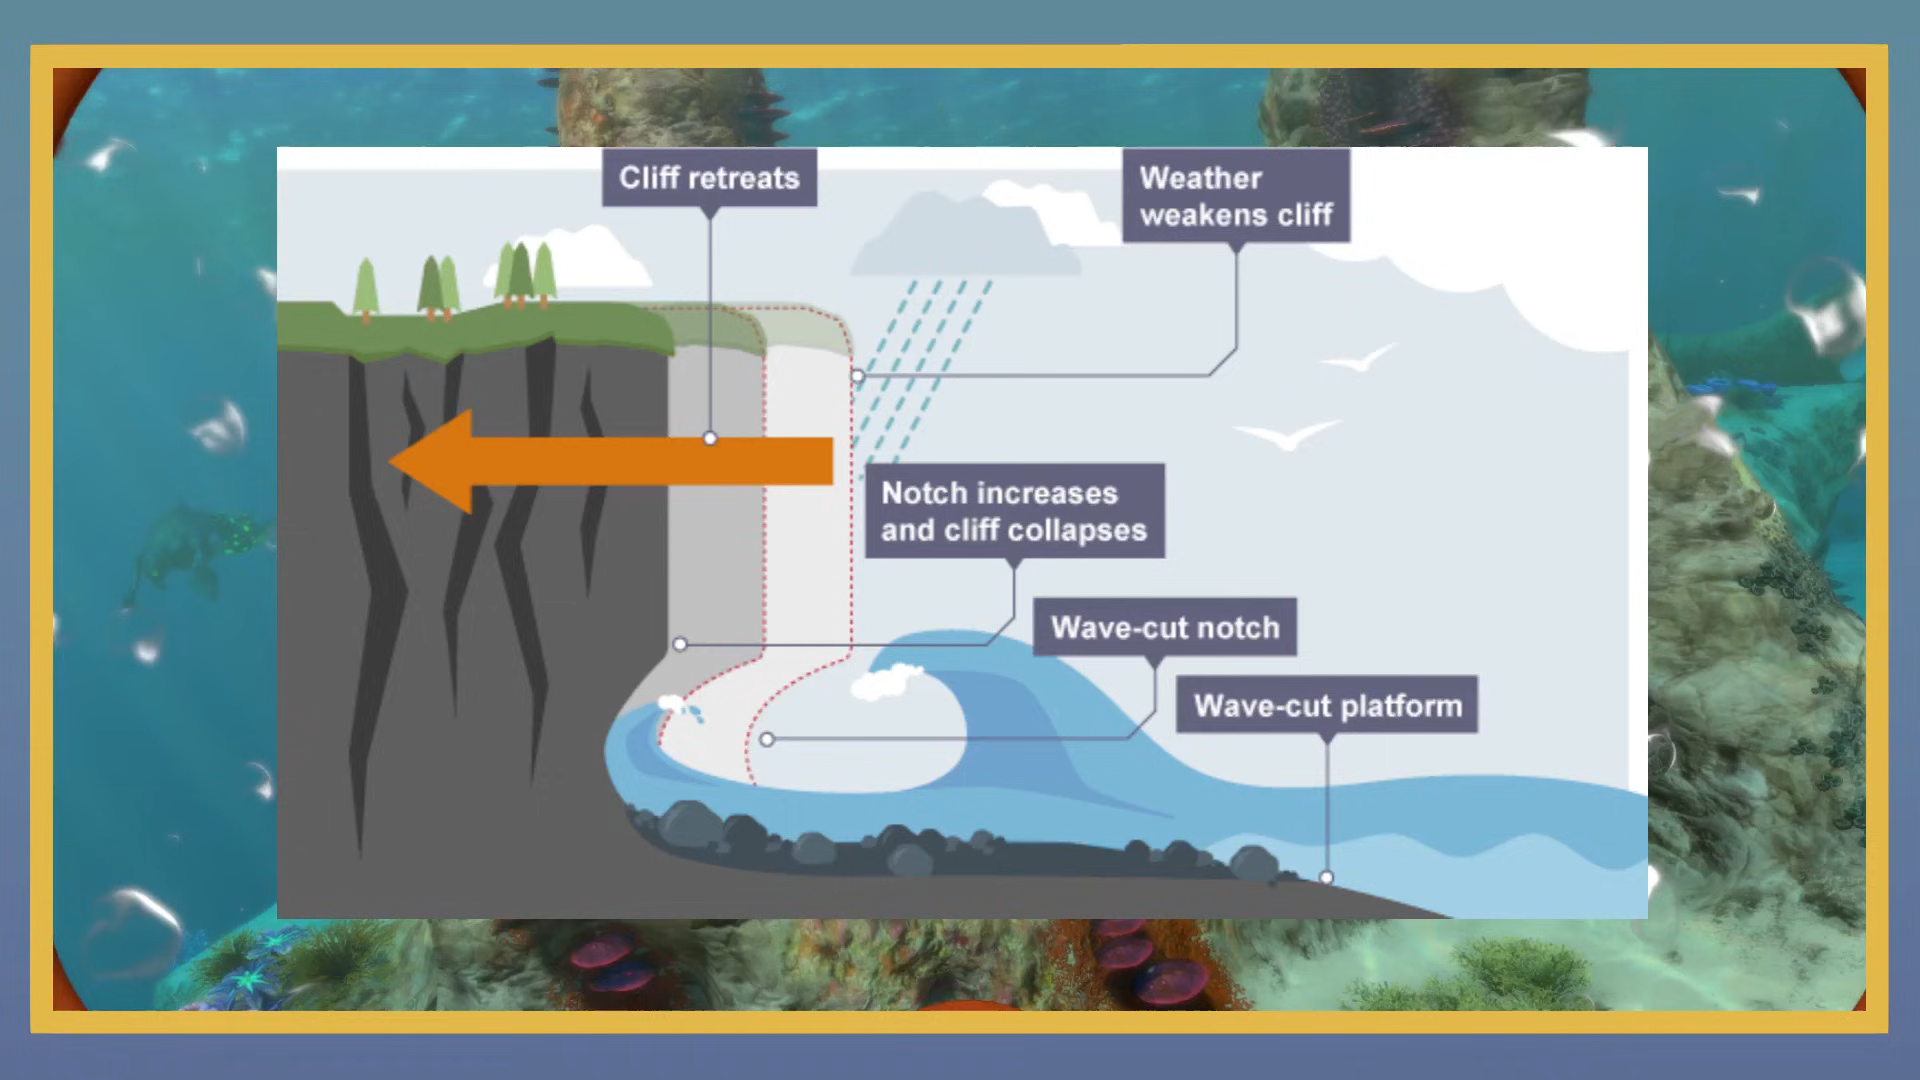 Cliff retreats
Weather
weakens cliff
Notch increases
and cliff collapses
Wave-cut notch
Wave-cut platform